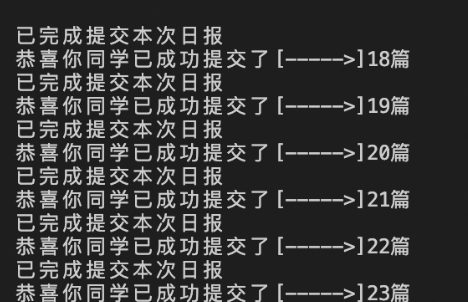 已完成提交本次日报
恭喜你同学已成功提交了[----->]18篇
已完成提交本次日报
恭喜你同学已成功提交了[----->]19篇
已完成提交本次日报
恭喜你同学已成功提交了[----->]20篇
已完成提交本次日报
恭喜你同学已成功提交了[----->]21篇
已完成提交本次日报
恭喜你同学已成功提交了[----->]22篇
已完成提交本次日报
恭喜你同学已成功提交了[----->]23篇